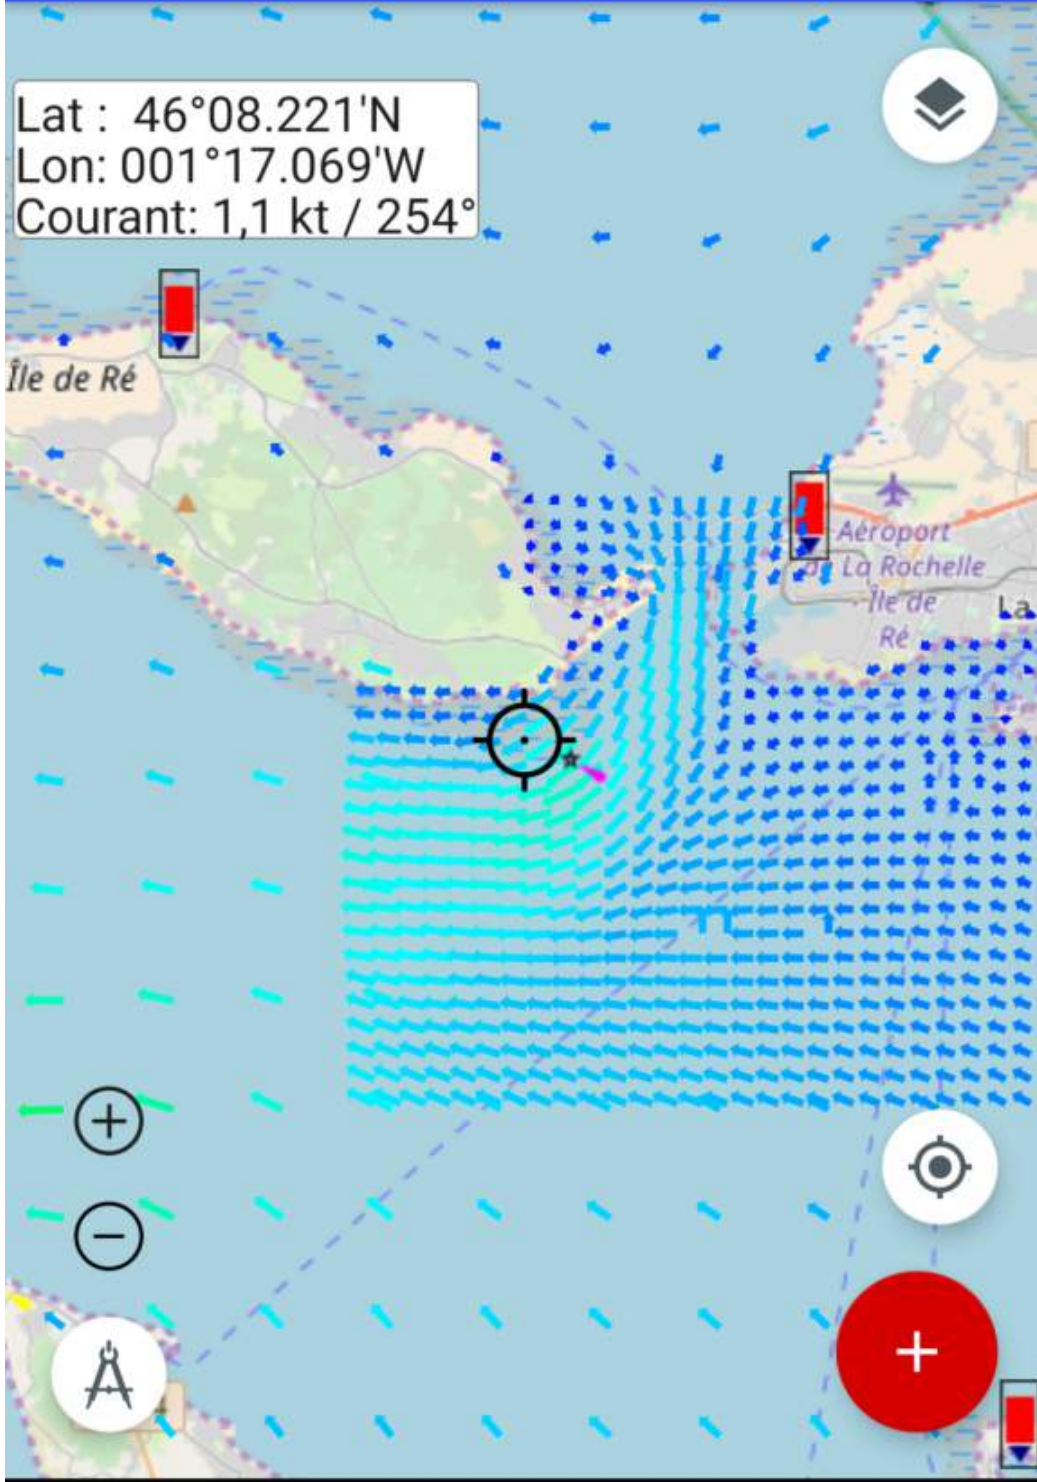 Lat :  46°08.221'N
Lon: 001°17.069'W
Courant: 1,1 kt / 254°
Île de Ré
Aéroport
de La Rochelle
Île de
Ré
La
4